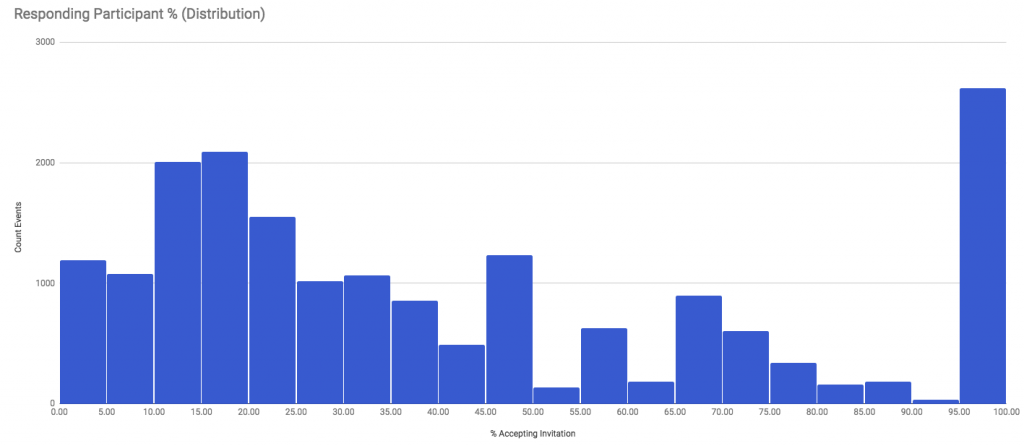 Responding Participant % (Distribution)
3000
2000
1000
0
Count Events
0.00 5.00 10.00 15.00 20.00 25.00 30.00 35.00 40.00 45.00 50.00 55.00 60.00 65.00 70.00 75.00 80.00 85.00 90.00 95.00 100.00
% Accepting Invitation